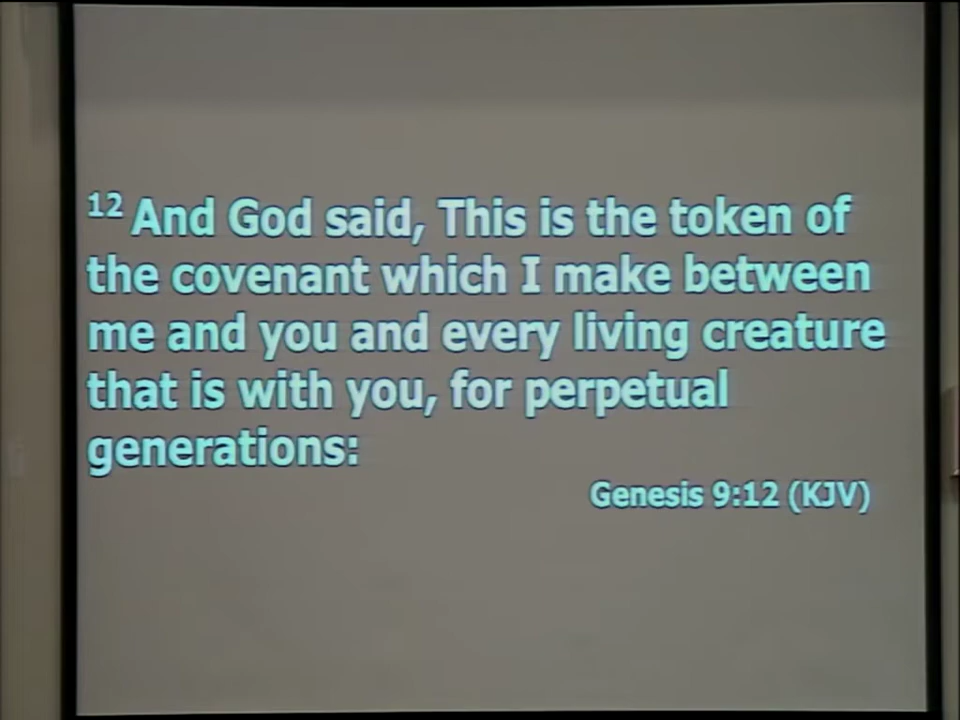 12 And God said, This is the token of
the covenant which I make between
me and you and every living creature
that is with you, for perpetual
generations:
Genesis 9:12 (KJV)